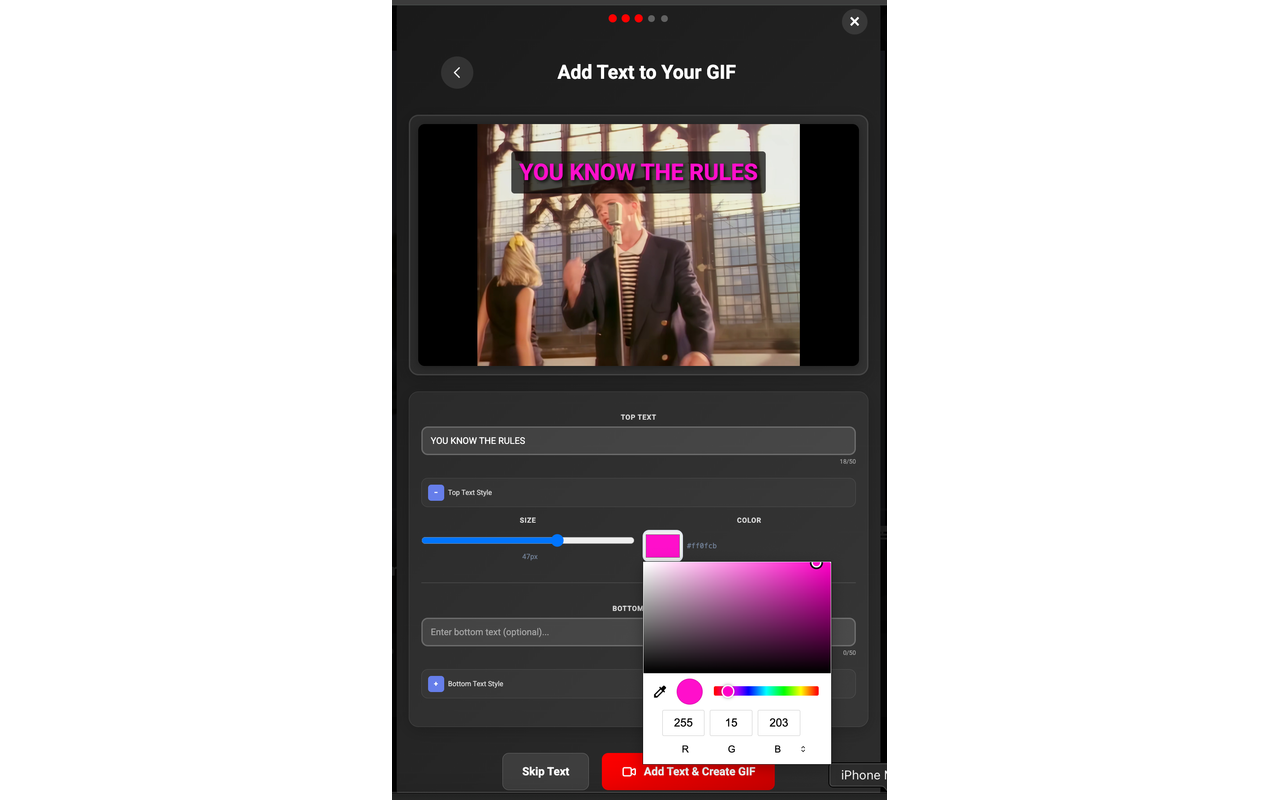 Add Text to Your GIF
YOU KNOW THE RULES
TOP TEXT
YOU KNOW THE RULES
18/50
Top Text Style
SIZE
COLOR
47px
#ff0fcb
BOTTOM
Enter bottom text (optional)...
0/50
Bottom Text Style
255
15
203
R
G
B
Skip Text
Add Text & Create GIF
iPhone